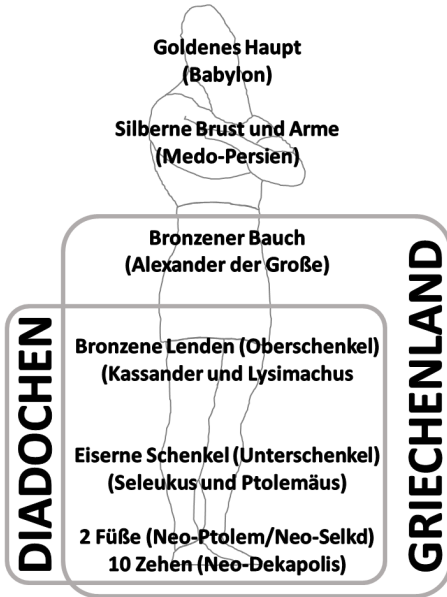 Goldenes Haupt
(Babylon)
Silberne Brust und Arme
(Medo-Persien)
Bronzener Bauch
(Alexander der Große)
Bronzene Lenden (Oberschenkel)
(Kassander und Lysimachus
Eiserne Schenkel (Unterschenkel)
(Seleukus und Ptolemäus)
2 Füße (Neo-Ptolem/Neo-Selkd)
10 Zehen (Neo-Dekapolis)
DIADOCHEN
GRIECHENLAND